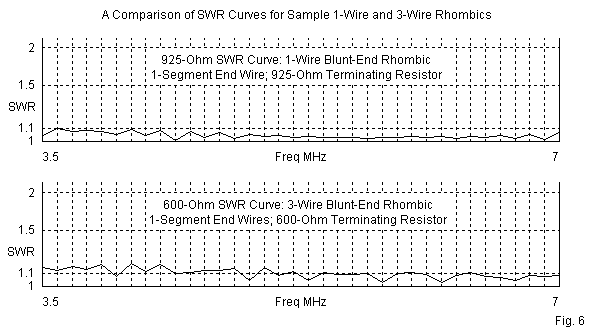 A Comparison of SWR Curves for Sample 1-Wire and 3-Wire Rhombics
2
925-Ohm SWR Curve: 1-Wire Blunt-End Rhombic
1-Segment End Wire; 925-Ohm Terminating Resistor
1.5
SWR
1.1
1
3.5 Freq MHz 7
2
600-Ohm SWR Curve: 3-Wire Blunt-End Rhombic
1-Segment End Wires; 600-Ohm Terminating Resistor
1.5
SWR
1.1
1
3.5 Freq MHz 7
Fig. 6